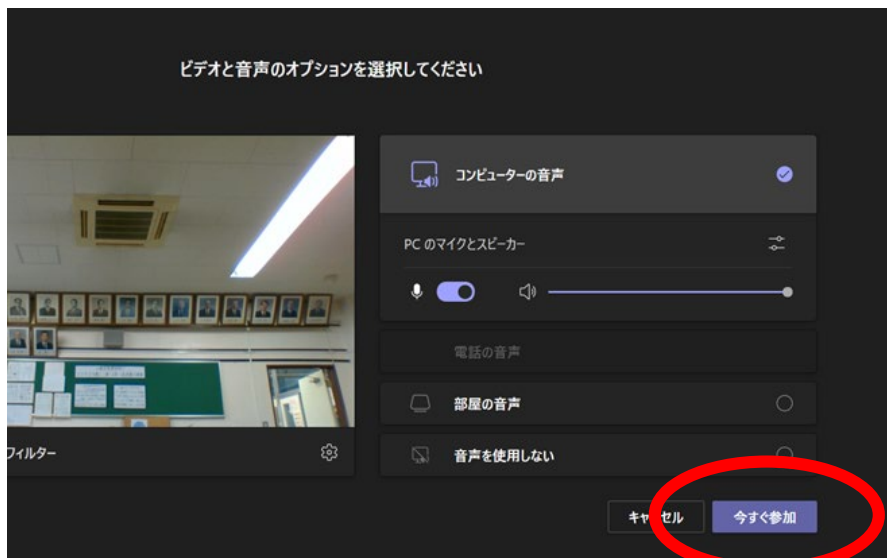 ビデオと音声のオプションを選択してください
コンピューターの音声
PC のマイクとスピーカー
電話の音声
部屋の音声
音声を使用しない
フィルター
キャンセル
今すぐ参加